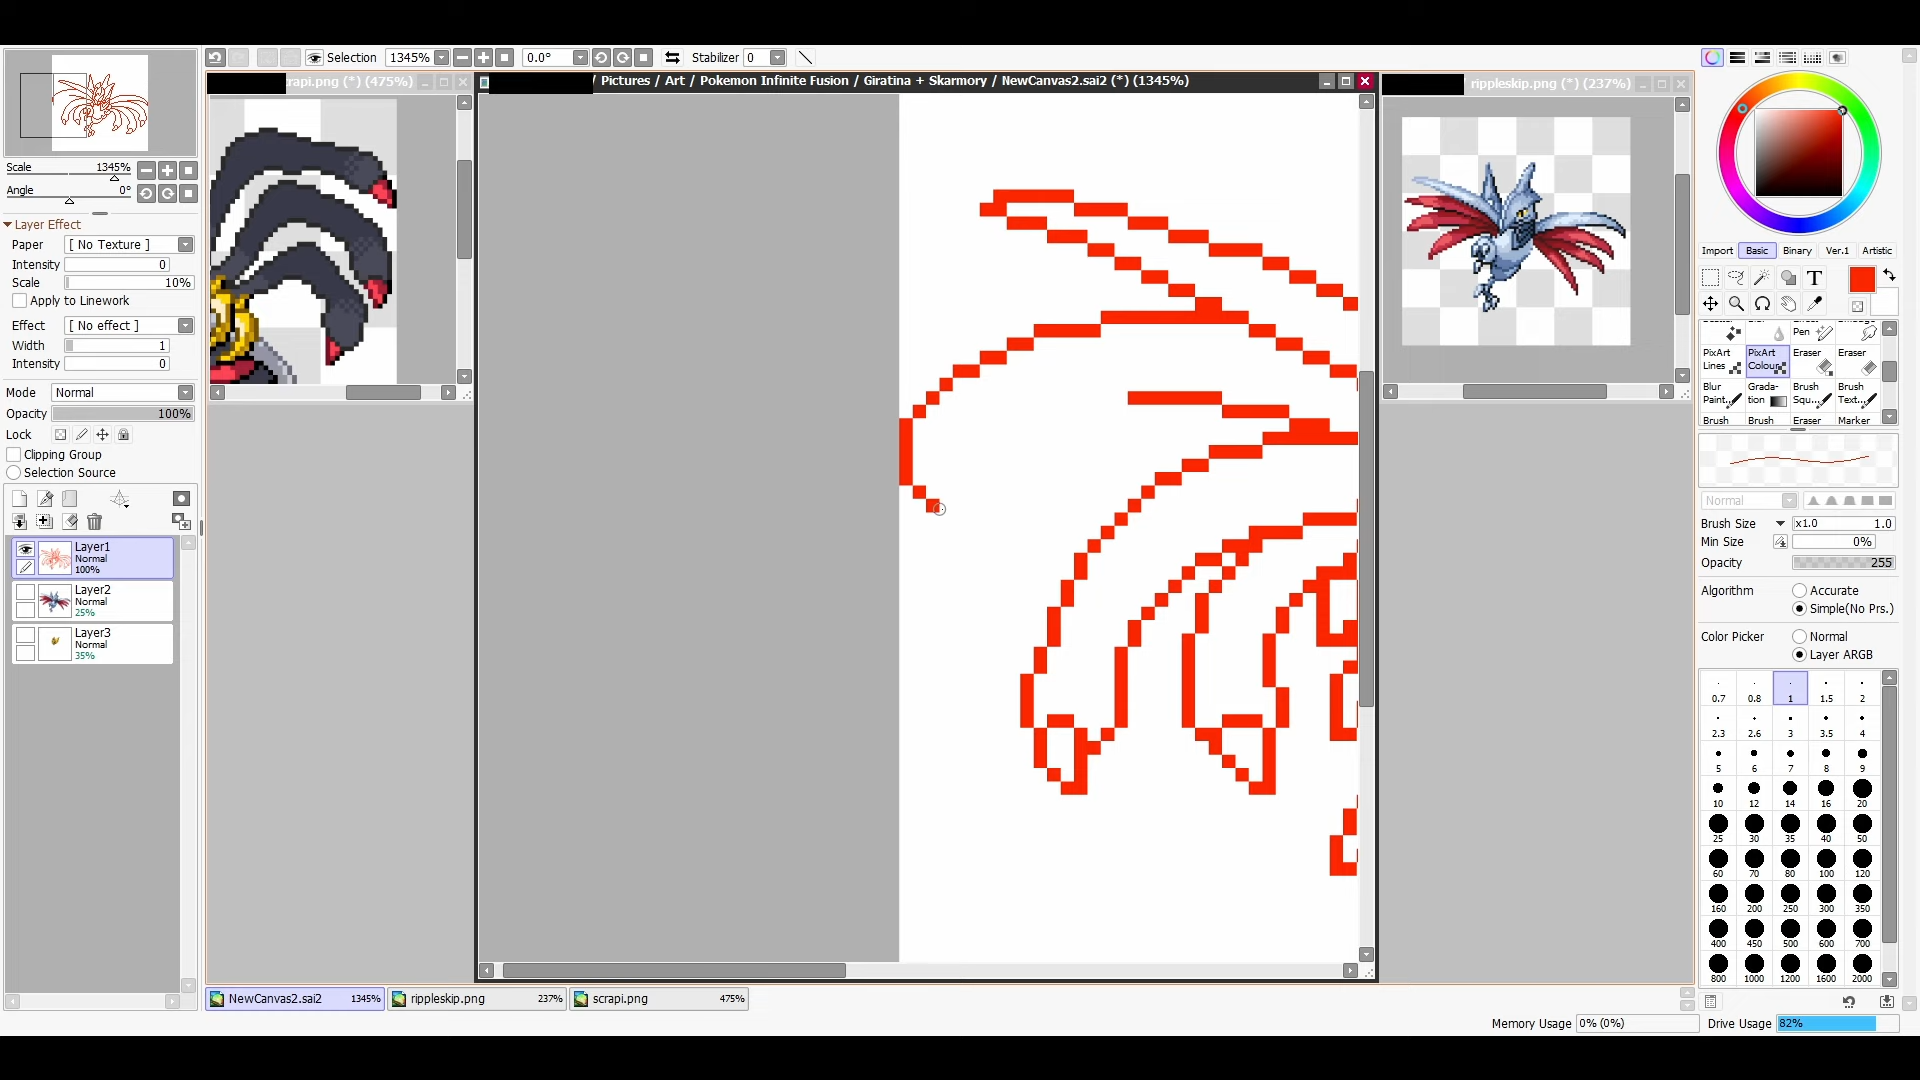 Selection 1345% 0.0° Stabilizer 0
rapi.png (*) (475%)
/ Pictures / Art / Pokemon Infinite Fusion / Giratina + Skarmory / NewCanvas2.sai2 (*) (1345%)
rippleskip.png (*) (237%)
Scale 1345%
Angle 0°
Layer Effect
Paper [ No Texture ]
Intensity 0
Scale 10%
Apply to Linework
Effect [ No effect ]
Width 1
Intensity 0
Mode Normal
Opacity 100%
Lock
Clipping Group
Selection Source
Layer1
Normal
100%
Layer2
Normal
25%
Layer3
Normal
35%
Import Basic Binary Ver.1 Artistic
T
Pen
PixArt Lines
PixArt Colour
Eraser
Eraser
Blur Paint..
Grada-tion
Brush Squ...
Brush Text...
Brush Brush Eraser Marker
Normal
Brush Size x1.0 1.0
Min Size 0%
Opacity 255
Algorithm Accurate
Simple(No Prs.)
Color Picker Normal
Layer ARGB
0.7 0.8 1 1.5 2
2.3 2.6 3 3.5 4
5 6 7 8 9
10 12 14 16 20
25 30 35 40 50
60 70 80 100 120
160 200 250 300 350
400 450 500 600 700
800 1000 1200 1600 2000
NewCanvas2.sai2 1345% rippleskip.png 237% scrapi.png 475%
Memory Usage 0% (0%) Drive Usage 82%